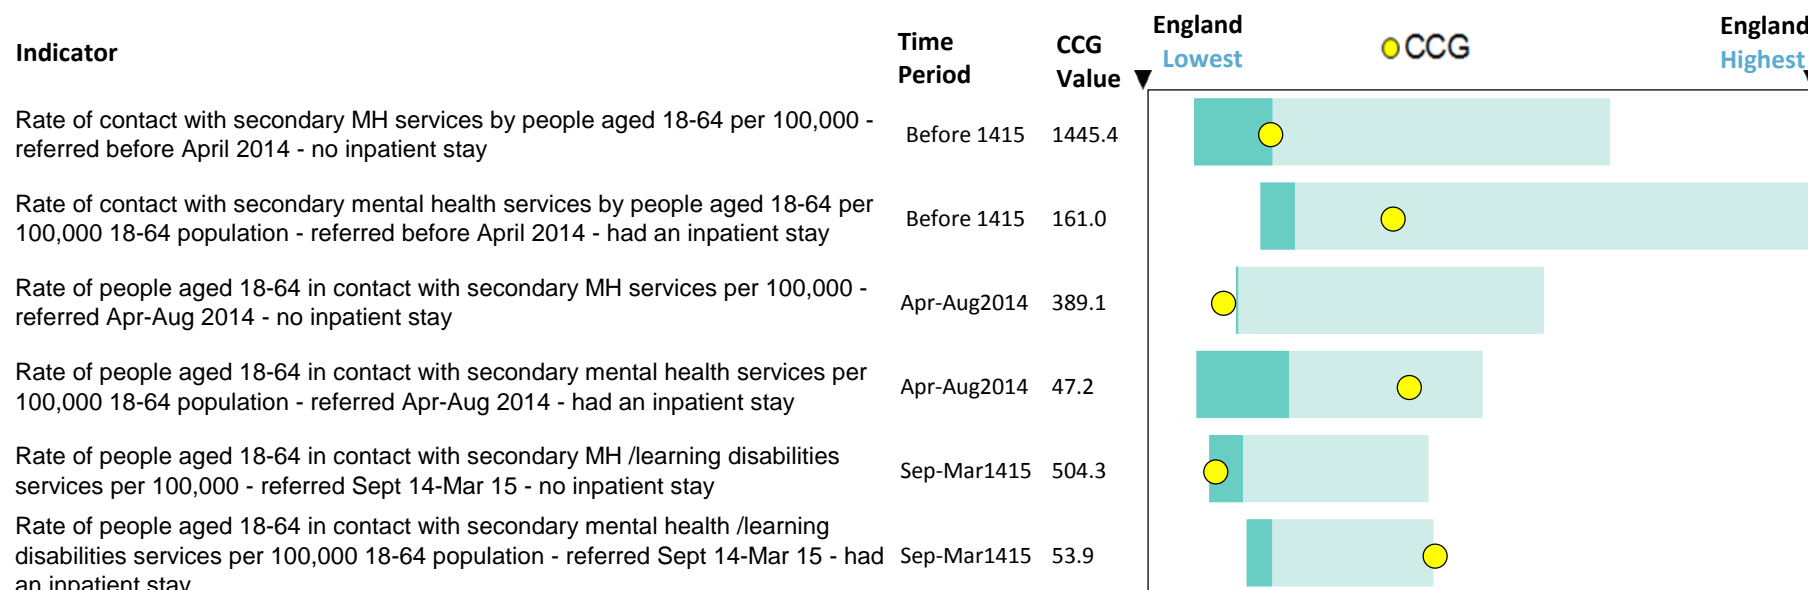 Indicator
Time
Period
CCG
Value
England
Lowest
CCG
England
Highest
Rate of contact with secondary MH services by people aged 18-64 per 100,000 -
referred before April 2014 - no inpatient stay
Before 1415
1445.4
Rate of contact with secondary mental health services by people aged 18-64 per
100,000 18-64 population - referred before April 2014 - had an inpatient stay
Before 1415
161.0
Rate of people aged 18-64 in contact with secondary MH services per 100,000 -
referred Apr-Aug 2014 - no inpatient stay
Apr-Aug2014
389.1
Rate of people aged 18-64 in contact with secondary mental health services per
100,000 18-64 population - referred Apr-Aug 2014 - had an inpatient stay
Apr-Aug2014
47.2
Rate of people aged 18-64 in contact with secondary MH /learning disabilities
services per 100,000 - referred Sept 14-Mar 15 - no inpatient stay
Sep-Mar1415
504.3
Rate of people aged 18-64 in contact with secondary mental health /learning
disabilities services per 100,000 18-64 population - referred Sept 14-Mar 15 - had
an inpatient stay
Sep-Mar1415
53.9